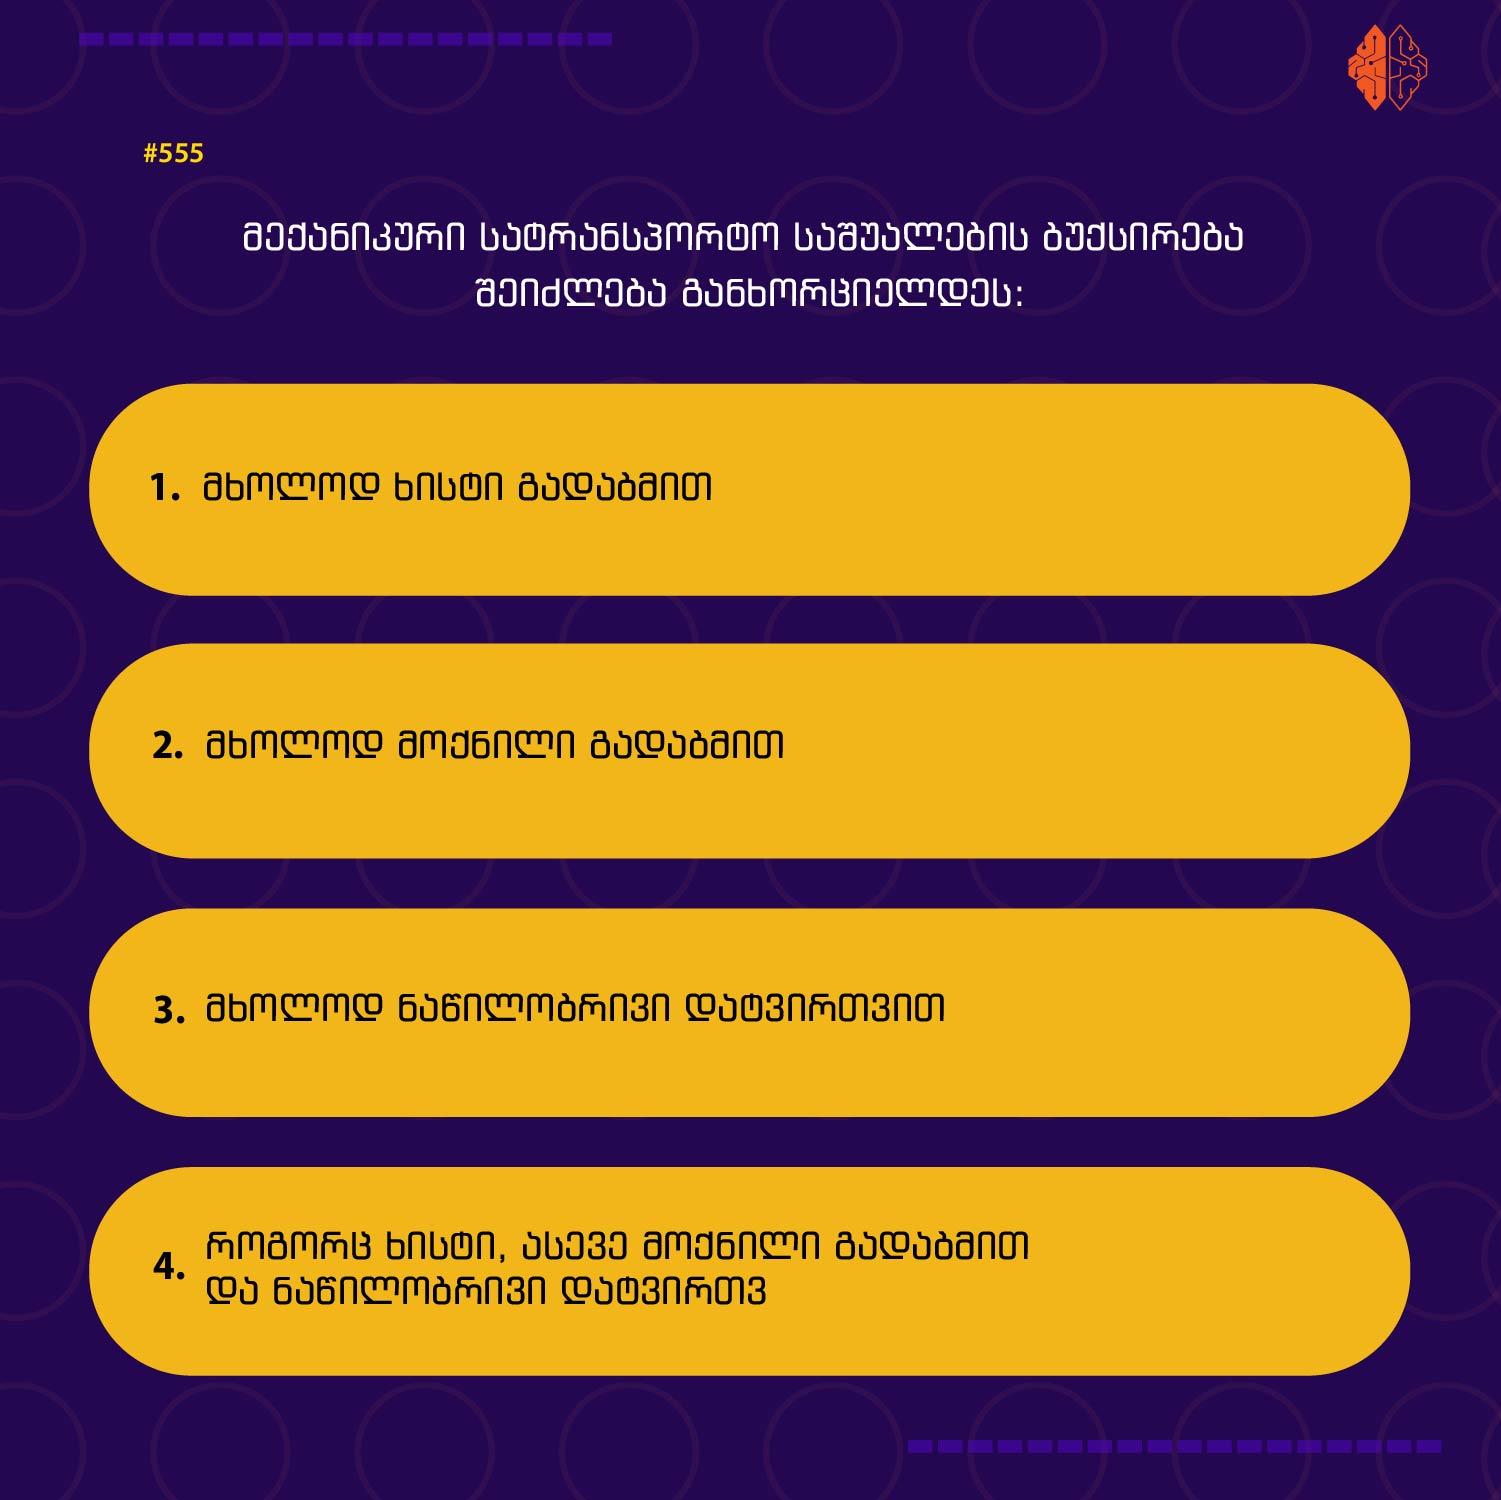 #555
მექანიკური სატრანსპორტო საშუალების ბუქსირება
შეიძლება განხორციელდეს:
1. მხოლოდ ხისტი გადაბმით
2. მხოლოდ მოქნილი გადაბმით
3. მხოლოდ ნაწილობრივი დატვირთვით
4. როგორც ხისტი, ასევე მოქნილი გადაბმით
და ნაწილობრივი დატვირთვ